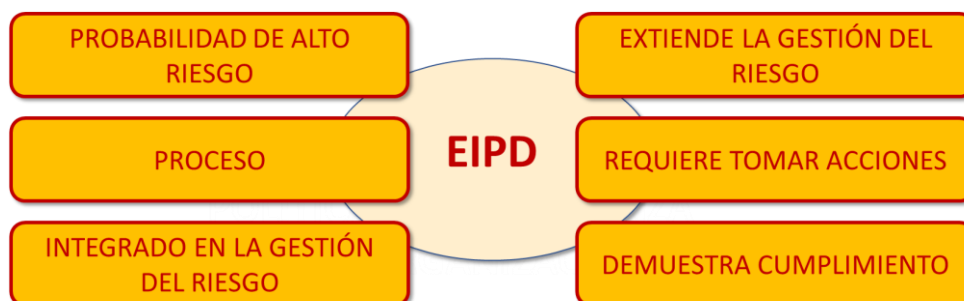 PROBABILIDAD DE ALTO
RIESGO
PROCESO
INTEGRADO EN LA GESTIÓN
DEL RIESGO
EIPD
EXTIENDE LA GESTIÓN DEL
RIESGO
REQUIERE TOMAR ACCIONES
DEMUESTRA CUMPLIMIENTO